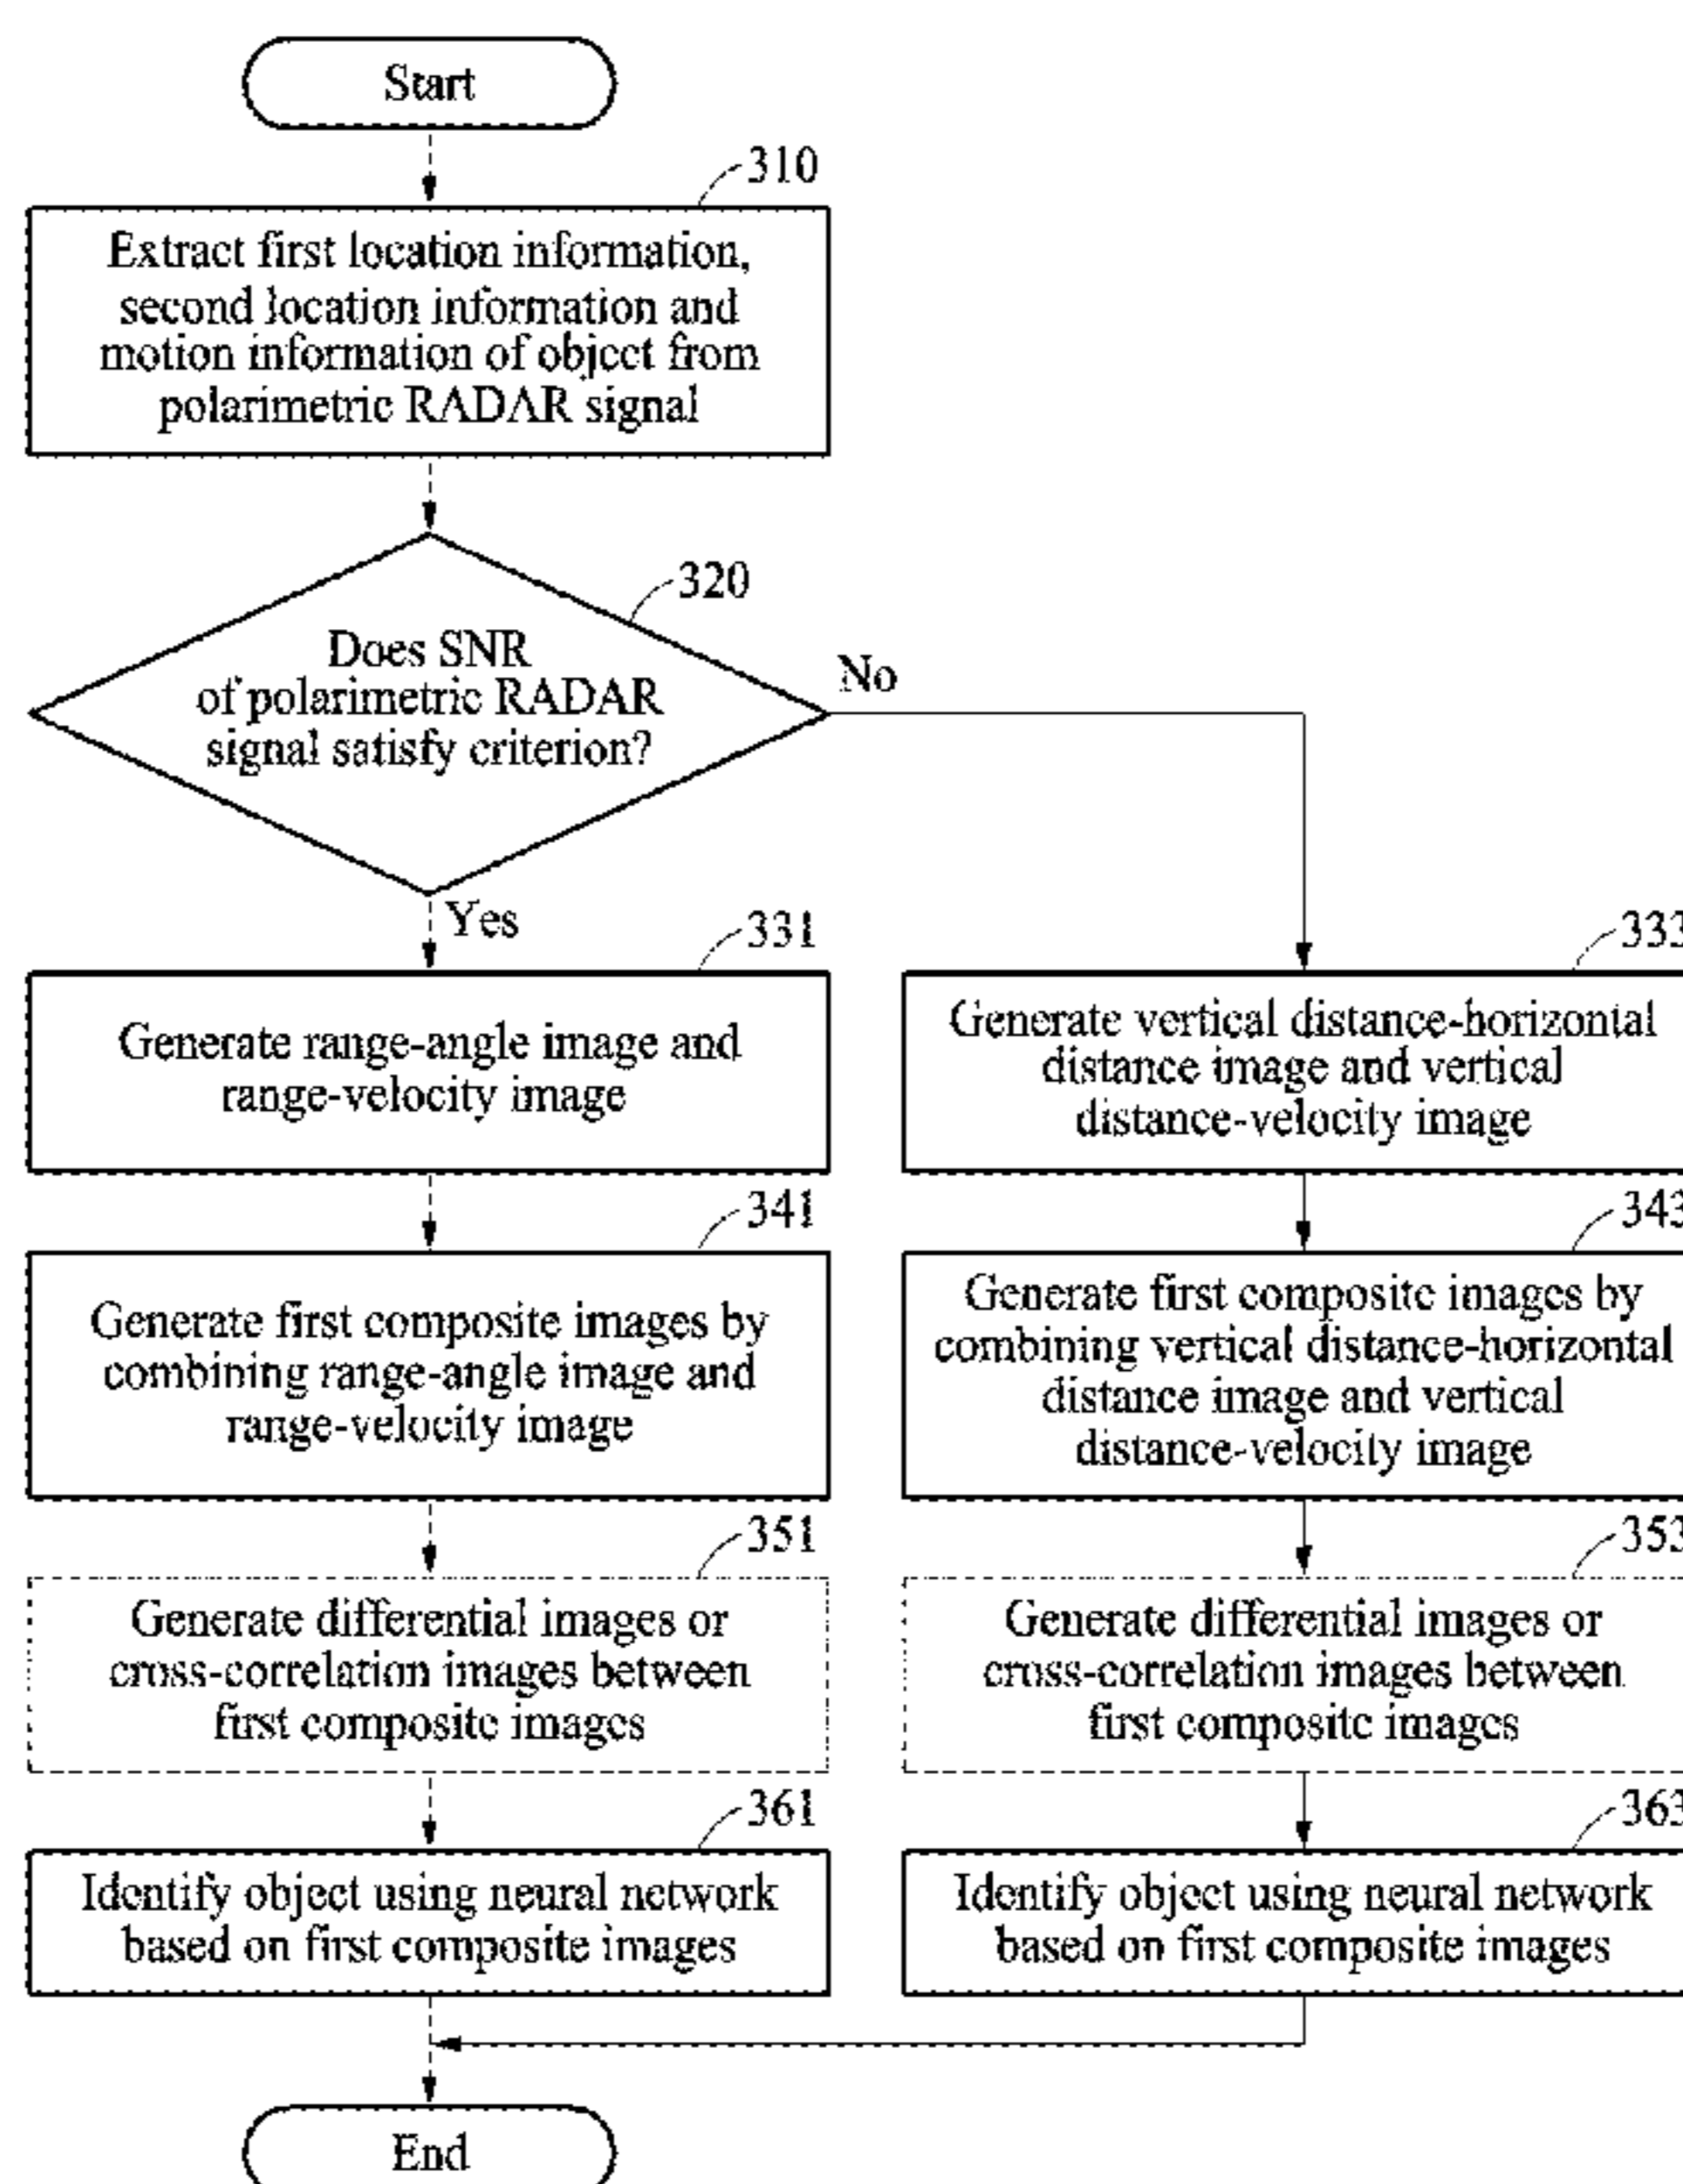 Start
310
Extract first location information,
second location information and
motion information of object from
polarimetric RADAR signal
320
Does SNR
of polarimetric RADAR
signal satisfy criterion?
No
Yes
331
Generate range-angle image and
range-velocity image
333
Generate vertical distance-horizontal
distance image and vertical
distance-velocity image
341
Generate first composite images by
combining range-angle image and
range-velocity image
343
Generate first composite images by
combining vertical distance-horizontal
distance image and vertical
distance-velocity image
351
Generate differential images or
cross-correlation images between
first composite images
353
Generate differential images or
cross-correlation images between
first composite images
361
Identify object using neural network
based on first composite images
363
Identify object using neural network
based on first composite images
End